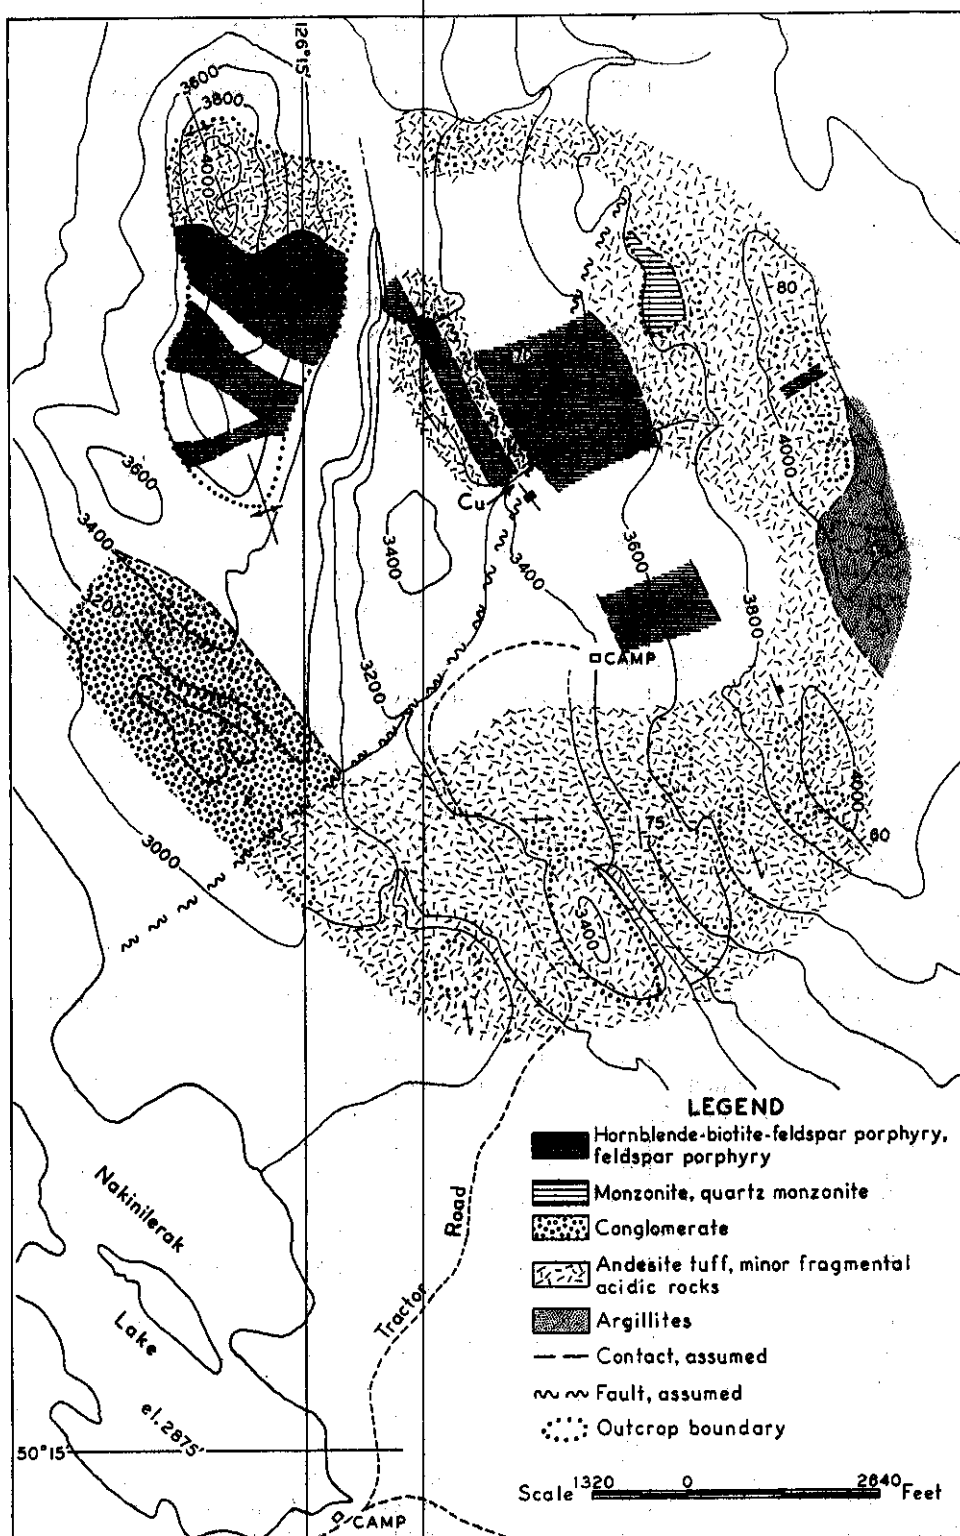 126°15'
3600
3800
4000
80
76
4000
3600
Cu
3400
3400
3400
3600
3200
3800
CAMP
3200
4000
75
60
3000
3400
LEGEND
Hornblende-biotite-feldspar porphyry,
feldspar porphyry
Monzonite, quartz monzonite
Conglomerate
Andesite tuff, minor fragmental
acidic rocks
Argillites
Contact, assumed
Fault, assumed
Outcrop boundary
Nakinilerak
Lake
el. 2875'
Tractor Road
50°15'
Scale 1320 0 2640 Feet
CAMP